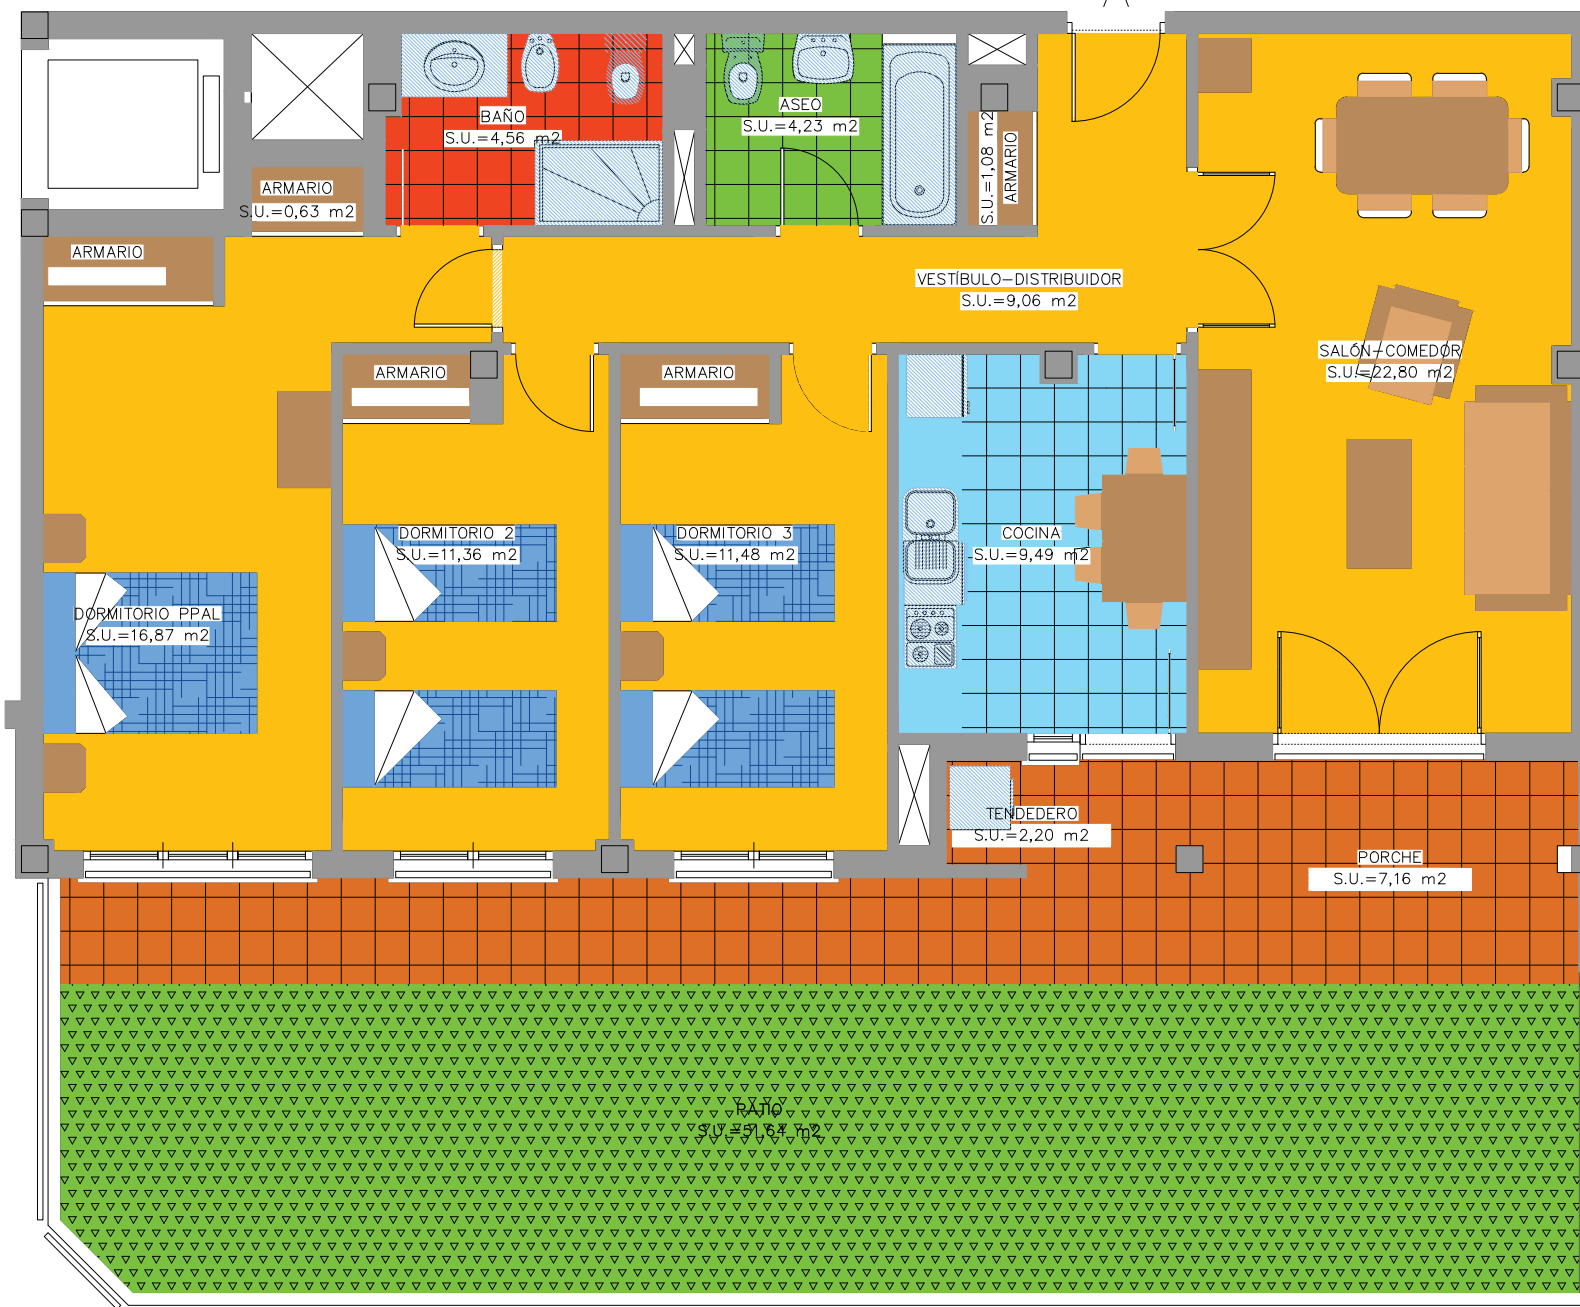 BAÑO
S.U.=4,56 m2
ASEO
S.U.=4,23 m2
S.U.=1,08 m2
ARMARIO
ARMARIO
S.U.=0,63 m2
ARMARIO
VESTÍBULO-DISTRIBUIDOR
S.U.=9,06 m2
SALÓN-COMEDOR
S.U.=22,80 m2
ARMARIO
ARMARIO
DORMITORIO 2
S.U.=11,36 m2
DORMITORIO 3
S.U.=11,48 m2
COCINA
S.U.=9,49 m2
DORMITORIO PPAL
S.U.=16,87 m2
TENDEDERO
S.U.=2,20 m2
PORCHE
S.U.=7,16 m2
PATIO
S.U.=51,64 m2